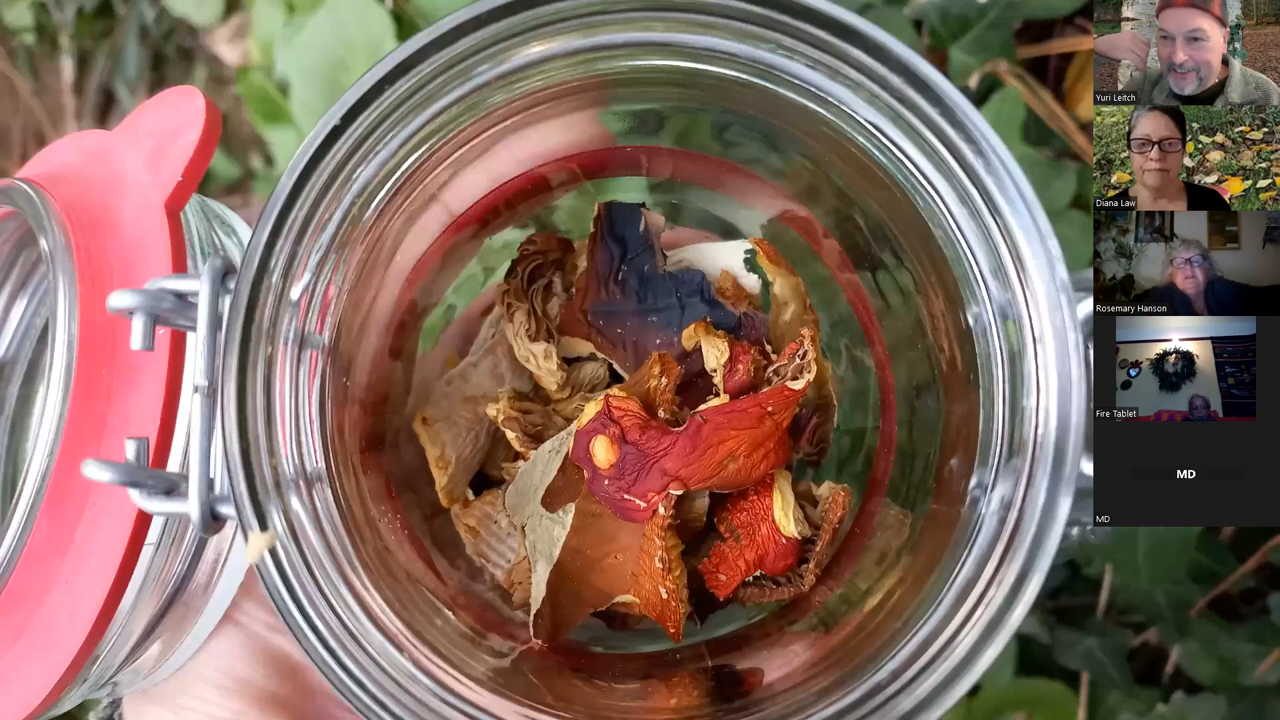 Yuri Leitch
Diana Law
Rosemary Hanson
Fire Tablet
MD
MD